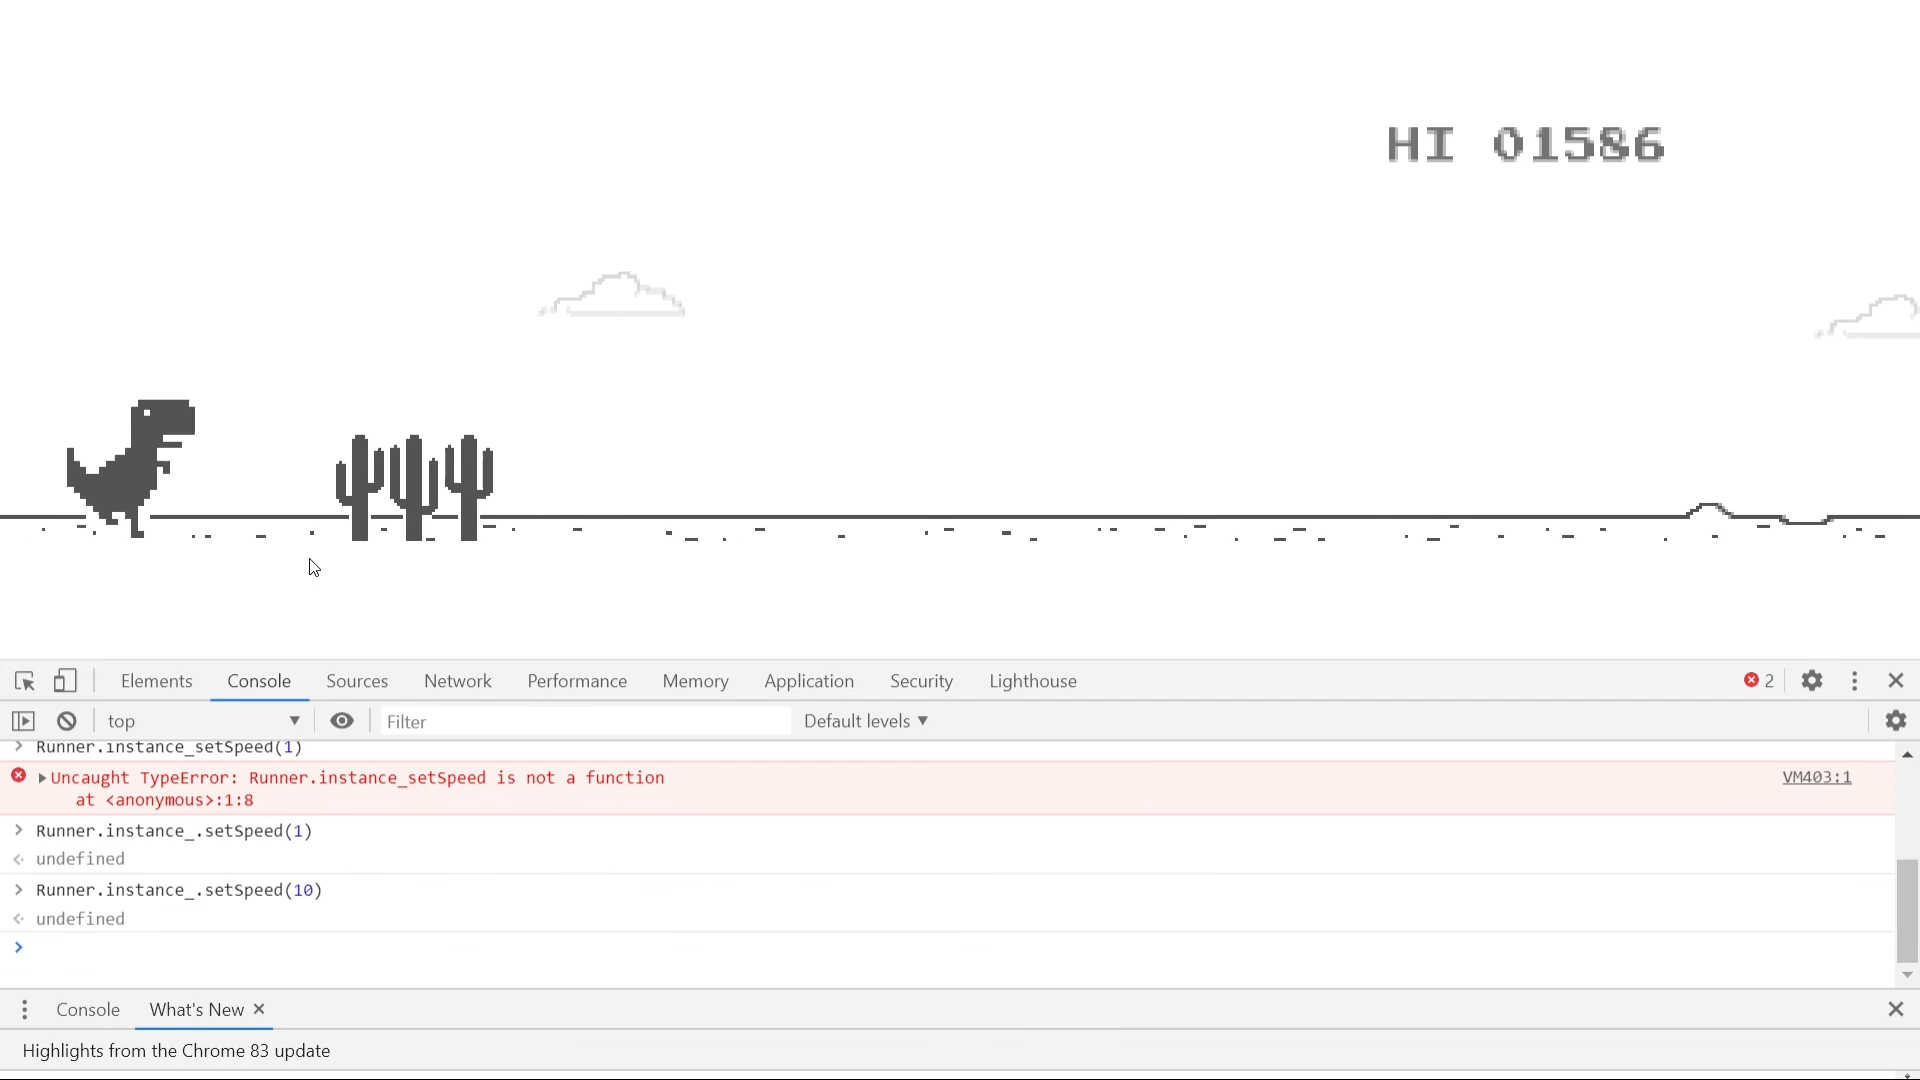 HI 01586
Elements Console Sources Network Performance Memory Application Security Lighthouse 2
top Filter Default levels
Runner.instance_setSpeed(1)
Uncaught TypeError: Runner.instance_setSpeed is not a function VM403:1
at <anonymous>:1:8
Runner.instance_.setSpeed(1)
undefined
Runner.instance_.setSpeed(10)
undefined
Console What's New
Highlights from the Chrome 83 update